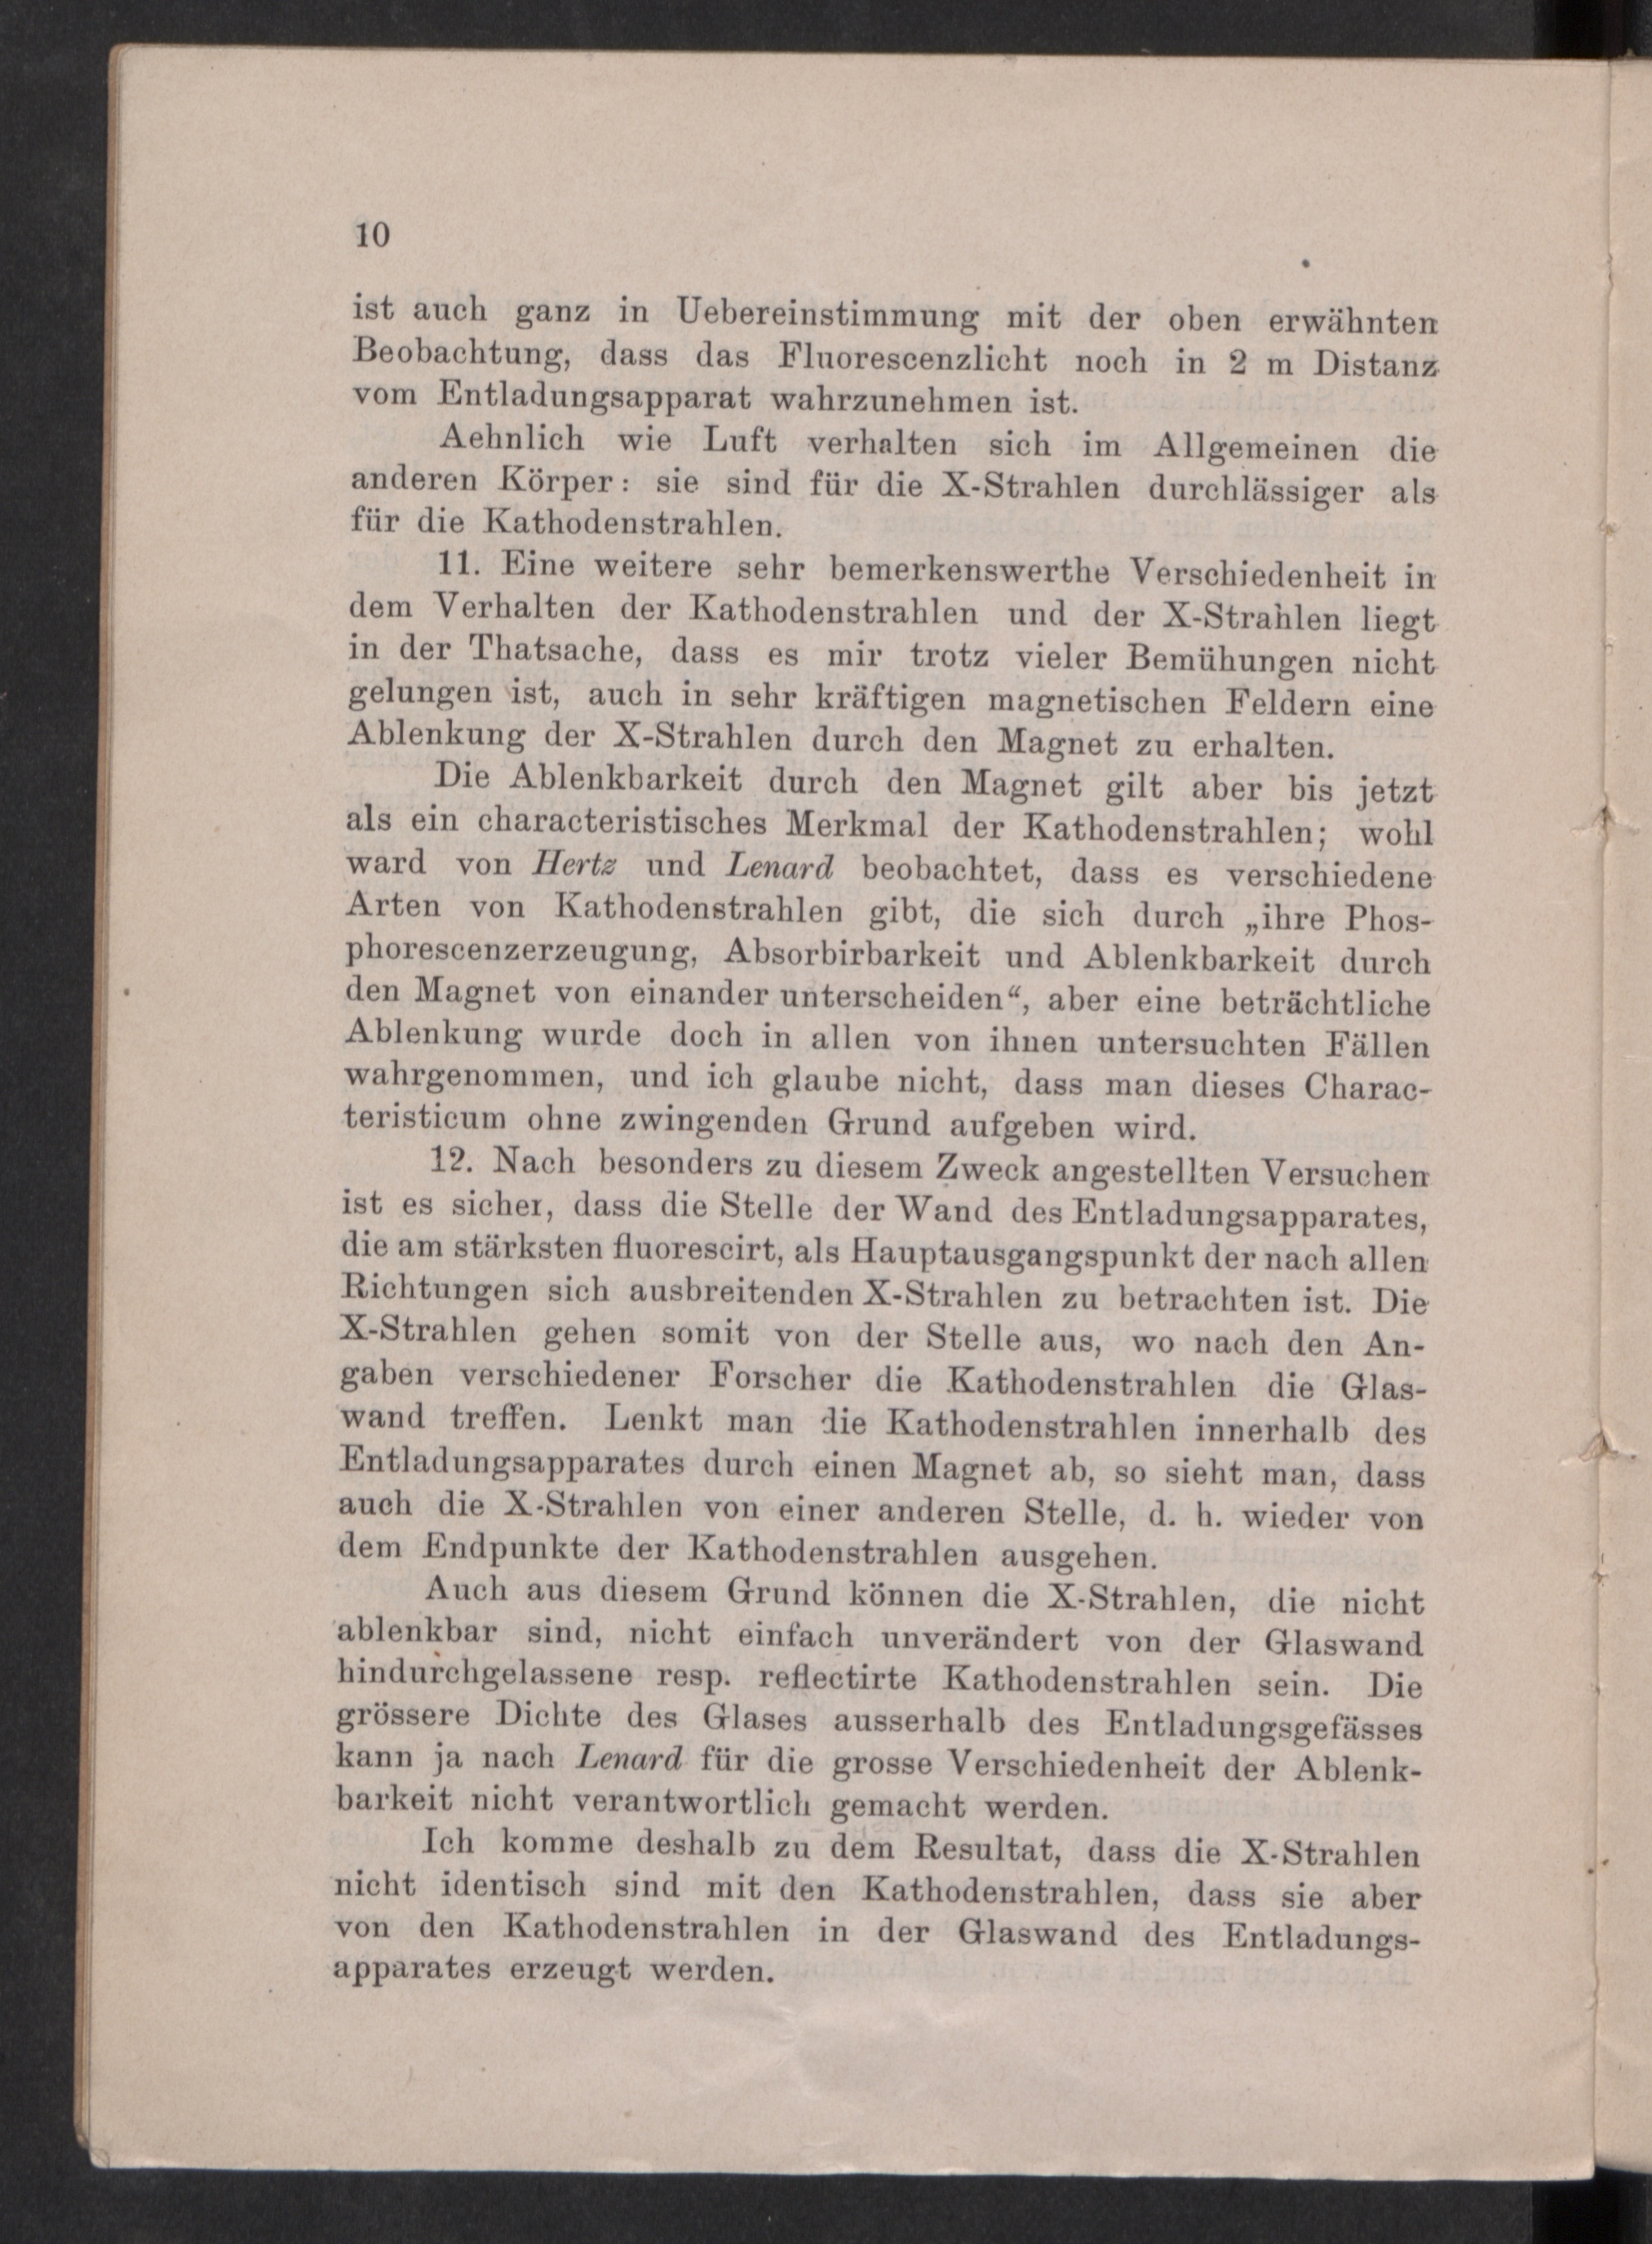 10
ist auch ganz in Uebereinstimmung mit der oben erwähnten
Beobachtung, dass das Fluorescenzlicht noch in 2 m Distanz
vom Entladungsapparat wahrzunehmen ist.
Aehnlich wie Luft verhalten sich im Allgemeinen die
anderen Körper: sie sind für die X-Strahlen durchlässiger als
für die Kathodenstrahlen.
11. Eine weitere sehr bemerkenswerthe Verschiedenheit in
dem Verhalten der Kathodenstrahlen und der X-Strahlen liegt
in der Thatsache, dass es mir trotz vieler Bemühungen nicht
gelungen ist, auch in sehr kräftigen magnetischen Feldern eine
Ablenkung der X-Strahlen durch den Magnet zu erhalten.
Die Ablenkbarkeit durch den Magnet gilt aber bis jetzt
als ein characteristisches Merkmal der Kathodenstrahlen; wohl
ward von Hertz und Lenard beobachtet, dass es verschiedene
Arten von Kathodenstrahlen gibt, die sich durch „ihre Phos-
phorescenzerzeugung, Absorbirbarkeit und Ablenkbarkeit durch
den Magnet von einander unterscheiden“, aber eine beträchtliche
Ablenkung wurde doch in allen von ihnen untersuchten Fällen
wahrgenommen, und ich glaube nicht, dass man dieses Charac-
teristicum ohne zwingenden Grund aufgeben wird.
12. Nach besonders zu diesem Zweck angestellten Versuchen
ist es sicher, dass die Stelle der Wand des Entladungsapparates,
die am stärksten fluorescirt, als Hauptausgangspunkt der nach allen
Richtungen sich ausbreitenden X-Strahlen zu betrachten ist. Die
X-Strahlen gehen somit von der Stelle aus, wo nach den An-
gaben verschiedener Forscher die Kathodenstrahlen die Glas-
wand treffen. Lenkt man die Kathodenstrahlen innerhalb des
Entladungsapparates durch einen Magnet ab, so sieht man, dass
auch die X-Strahlen von einer anderen Stelle, d. h. wieder von
dem Endpunkte der Kathodenstrahlen ausgehen.
Auch aus diesem Grund können die X-Strahlen, die nicht
ablenkbar sind, nicht einfach unverändert von der Glaswand
hindurchgelassene resp. reflectirte Kathodenstrahlen sein. Die
grössere Dichte des Glases ausserhalb des Entladungsgefässes
kann ja nach Lenard für die grosse Verschiedenheit der Ablenk-
barkeit nicht verantwortlich gemacht werden.
Ich komme deshalb zu dem Resultat, dass die X-Strahlen
nicht identisch sind mit den Kathodenstrahlen, dass sie aber
von den Kathodenstrahlen in der Glaswand des Entladungs-
apparates erzeugt werden.